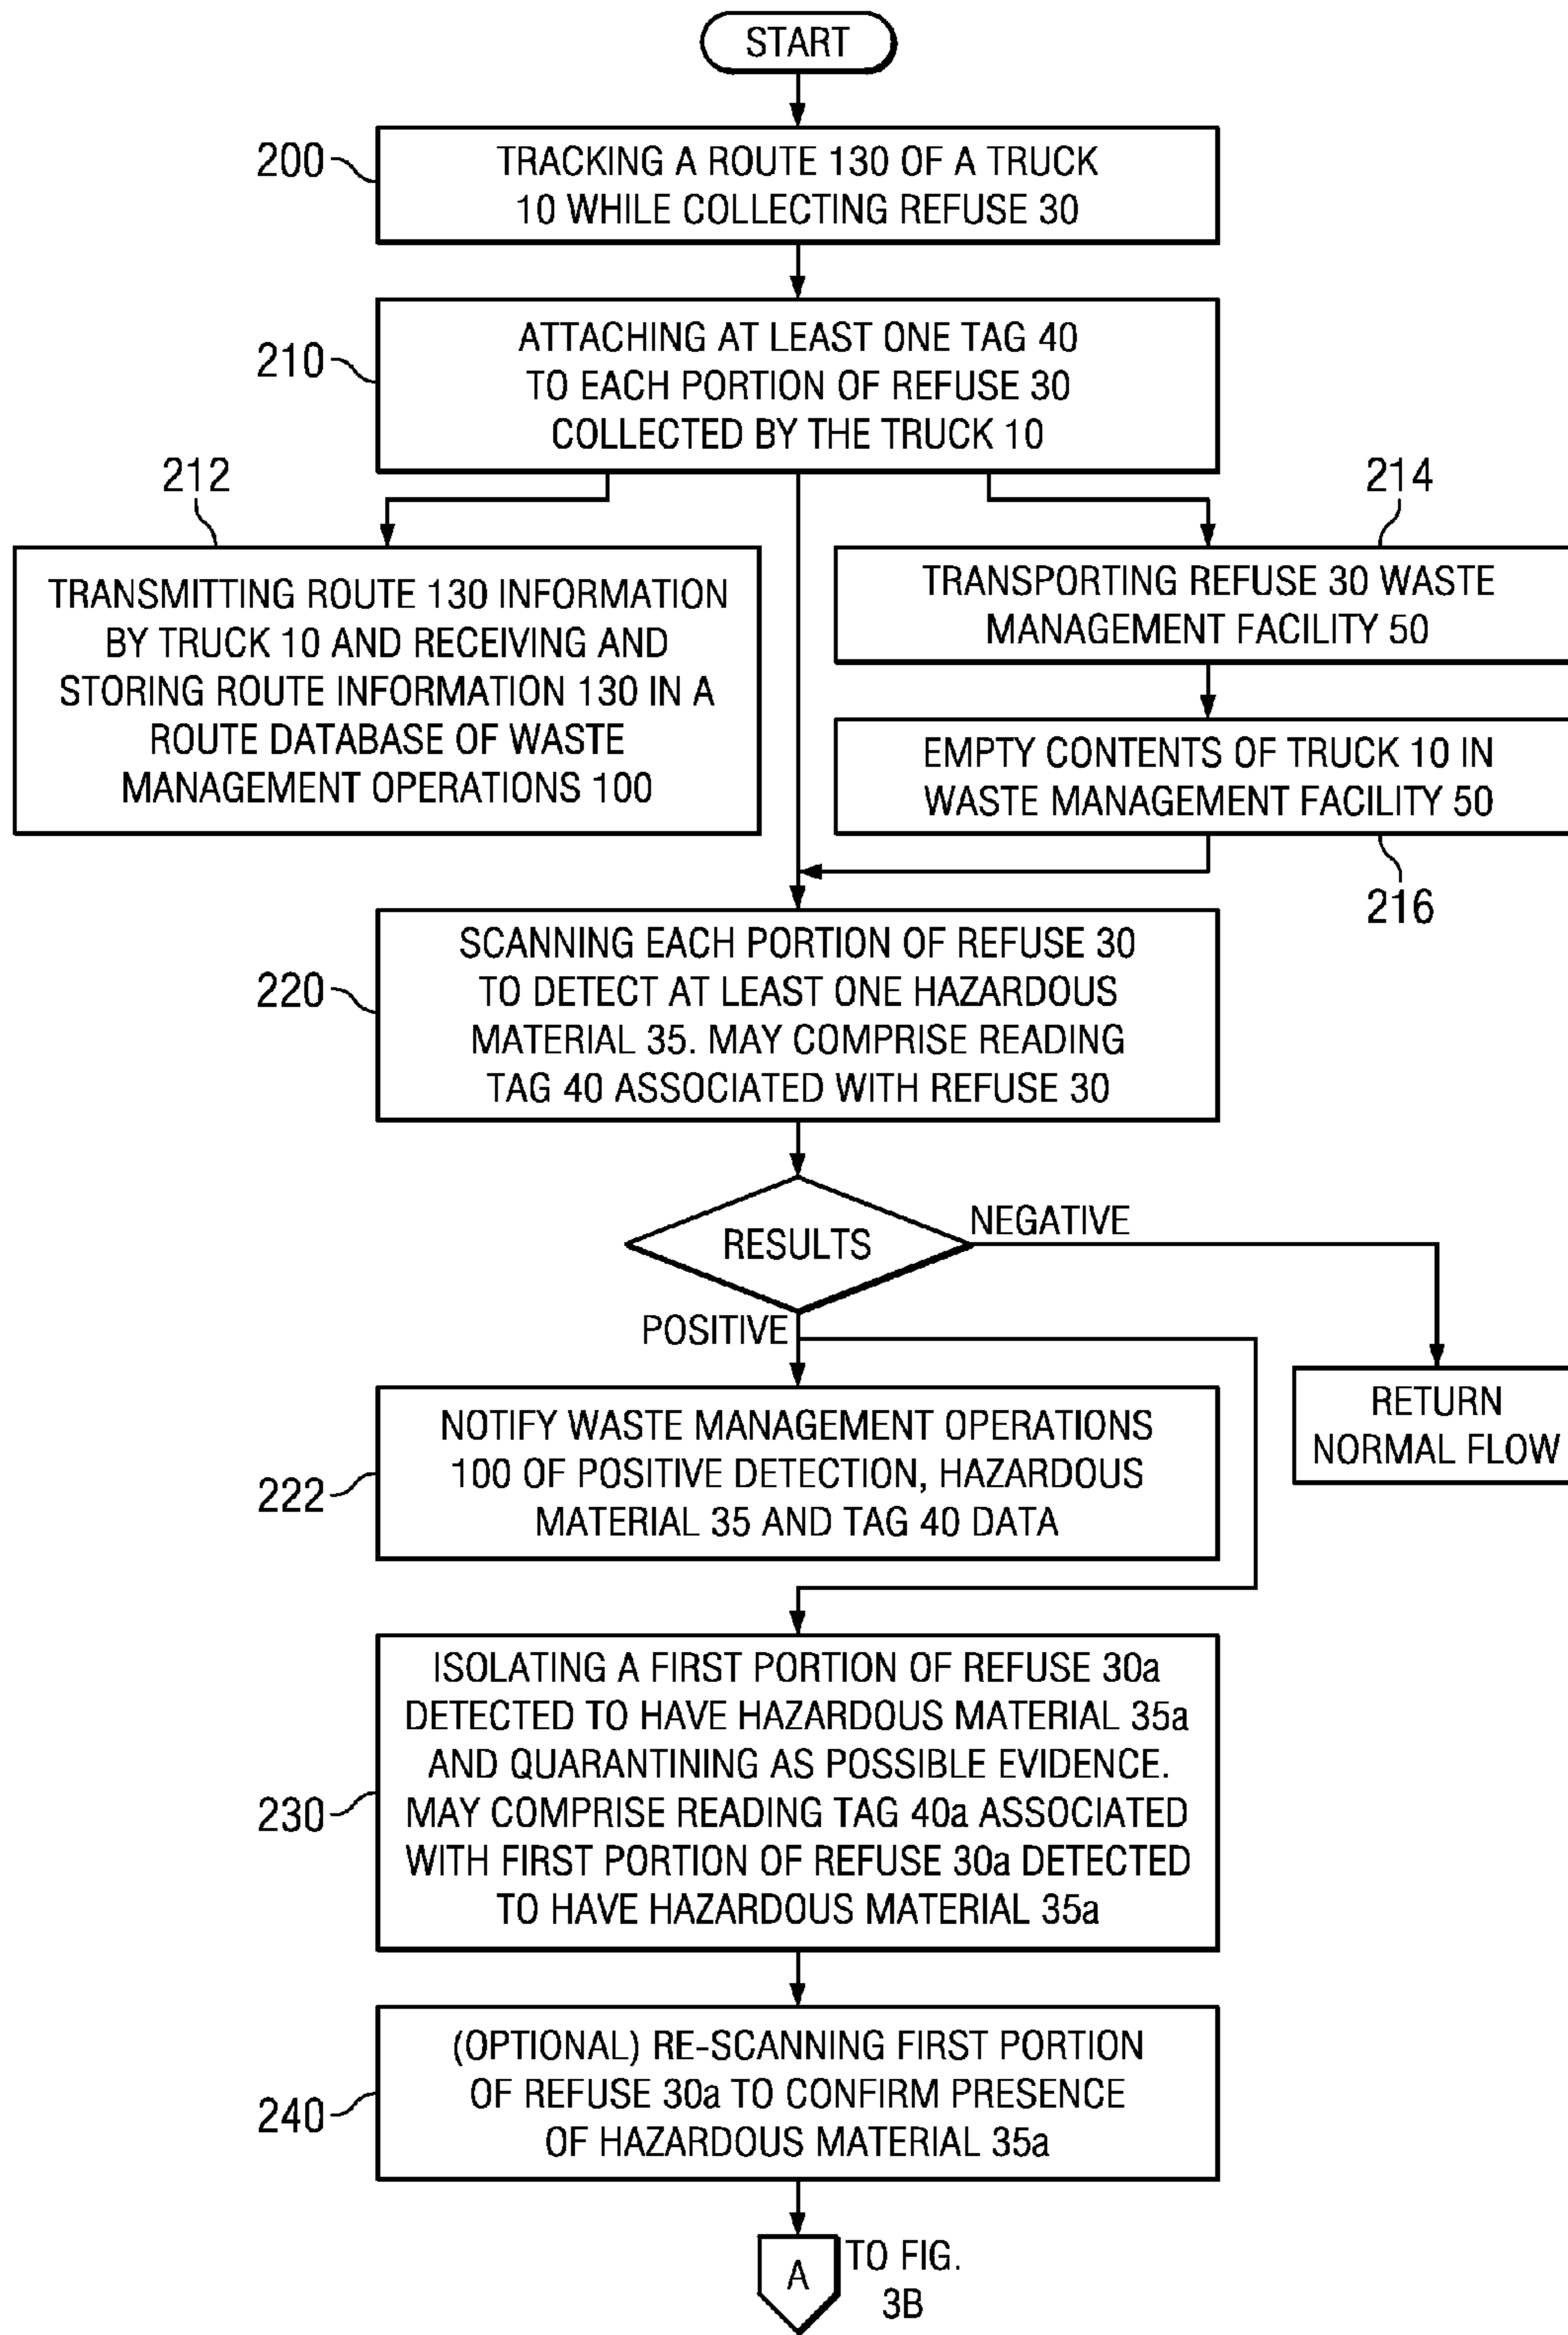 START
200
TRACKING A ROUTE 130 OF A TRUCK
10 WHILE COLLECTING REFUSE 30
210
ATTACHING AT LEAST ONE TAG 40
TO EACH PORTION OF REFUSE 30
COLLECTED BY THE TRUCK 10
212
TRANSMITTING ROUTE 130 INFORMATION
BY TRUCK 10 AND RECEIVING AND
STORING ROUTE INFORMATION 130 IN A
ROUTE DATABASE OF WASTE
MANAGEMENT OPERATIONS 100
214
TRANSPORTING REFUSE 30 WASTE
MANAGEMENT FACILITY 50
EMPTY CONTENTS OF TRUCK 10 IN
WASTE MANAGEMENT FACILITY 50
216
220
SCANNING EACH PORTION OF REFUSE 30
TO DETECT AT LEAST ONE HAZARDOUS
MATERIAL 35. MAY COMPRISE READING
TAG 40 ASSOCIATED WITH REFUSE 30
RESULTS
NEGATIVE
POSITIVE
RETURN
NORMAL FLOW
222
NOTIFY WASTE MANAGEMENT OPERATIONS
100 OF POSITIVE DETECTION, HAZARDOUS
MATERIAL 35 AND TAG 40 DATA
230
ISOLATING A FIRST PORTION OF REFUSE 30a
DETECTED TO HAVE HAZARDOUS MATERIAL 35a
AND QUARANTINING AS POSSIBLE EVIDENCE.
MAY COMPRISE READING TAG 40a ASSOCIATED
WITH FIRST PORTION OF REFUSE 30a DETECTED
TO HAVE HAZARDOUS MATERIAL 35a
240
(OPTIONAL) RE-SCANNING FIRST PORTION
OF REFUSE 30a TO CONFIRM PRESENCE
OF HAZARDOUS MATERIAL 35a
A
TO FIG.
3B